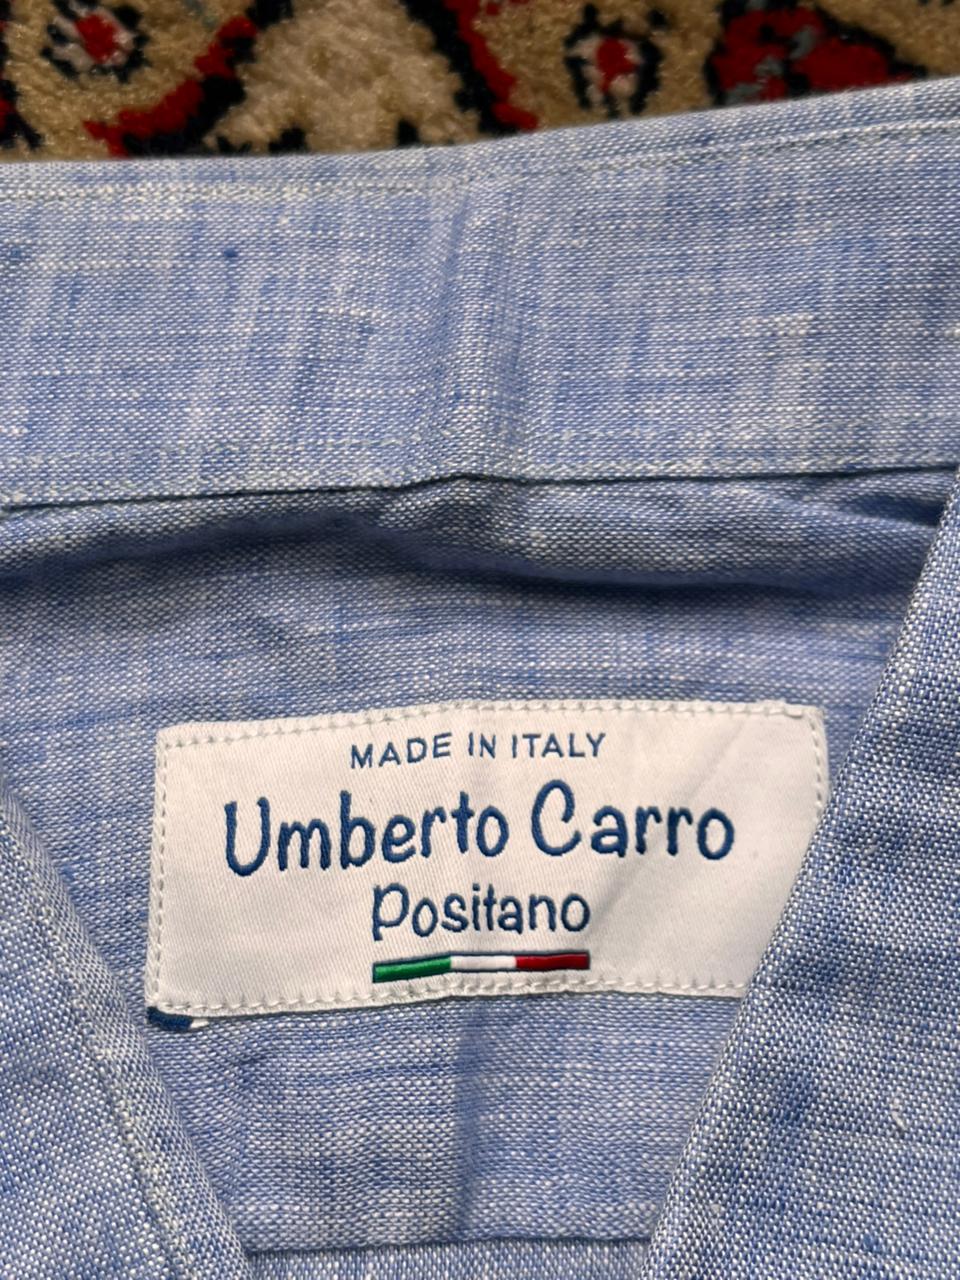 MADE IN ITALY
Umberto Carro
Positano